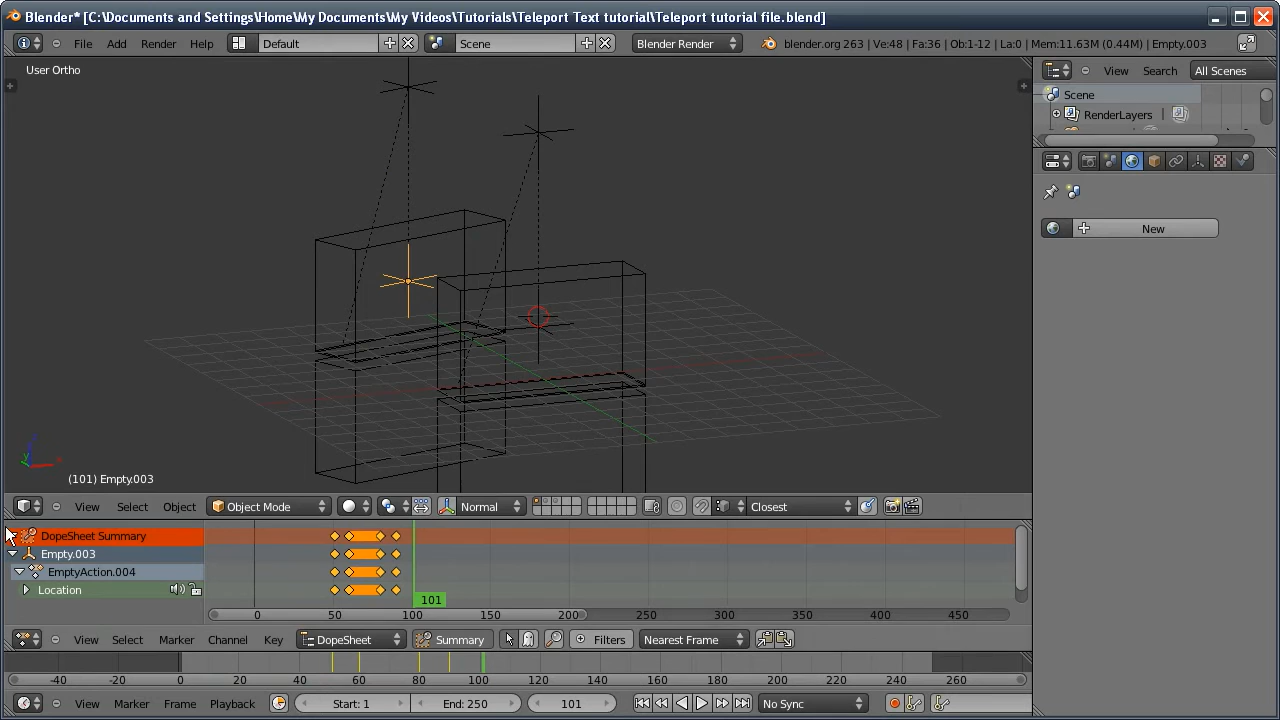 Blender* [C:\Documents and Settings\Home\My Documents\My Videos\Tutorials\Teleport Text tutorial\Teleport tutorial file.blend]
File Add Render Help Default Scene Blender Render blender.org 263 | Ve:48 | Fa:36 | Ob:1-12 | La:0 | Mem:11.63M (0.44M) | Empty.003
User Ortho
View Search All Scenes
Scene
RenderLayers
New
(101) Empty.003
View Select Object Object Mode Normal Closest
DopeSheet Summary
Empty.003
EmptyAction.004
Location
101
0 50 100 150 200 250 300 350 400 450
View Select Marker Channel Key DopeSheet Summary Filters Nearest Frame
-40 -20 0 20 40 60 80 100 120 140 160 180 200 220 240 260
View Marker Frame Playback Start: 1 End: 250 101 No Sync